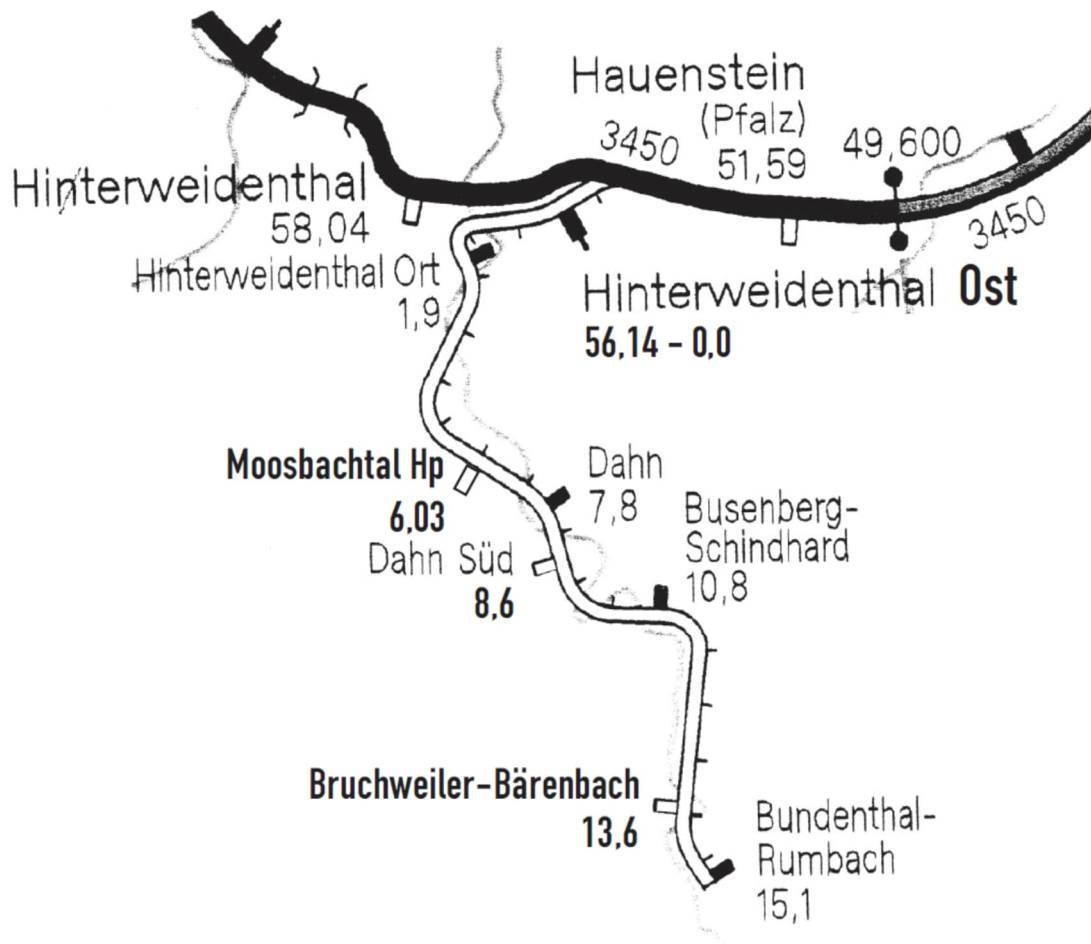 Hauenstein
(Pfalz)
51,59
3450
49,600
3450
Hinterweidenthal
58,04
Hinterweidenthal Ort
1,9
Hinterweidenthal Ost
56,14 - 0,0
Moosbachtal Hp
6,03
Dahn
7,8
Dahn Süd
8,6
Busenberg-
Schindhard
10,8
Bruchweiler-Bärenbach
13,6
Bundenthal-
Rumbach
15,1